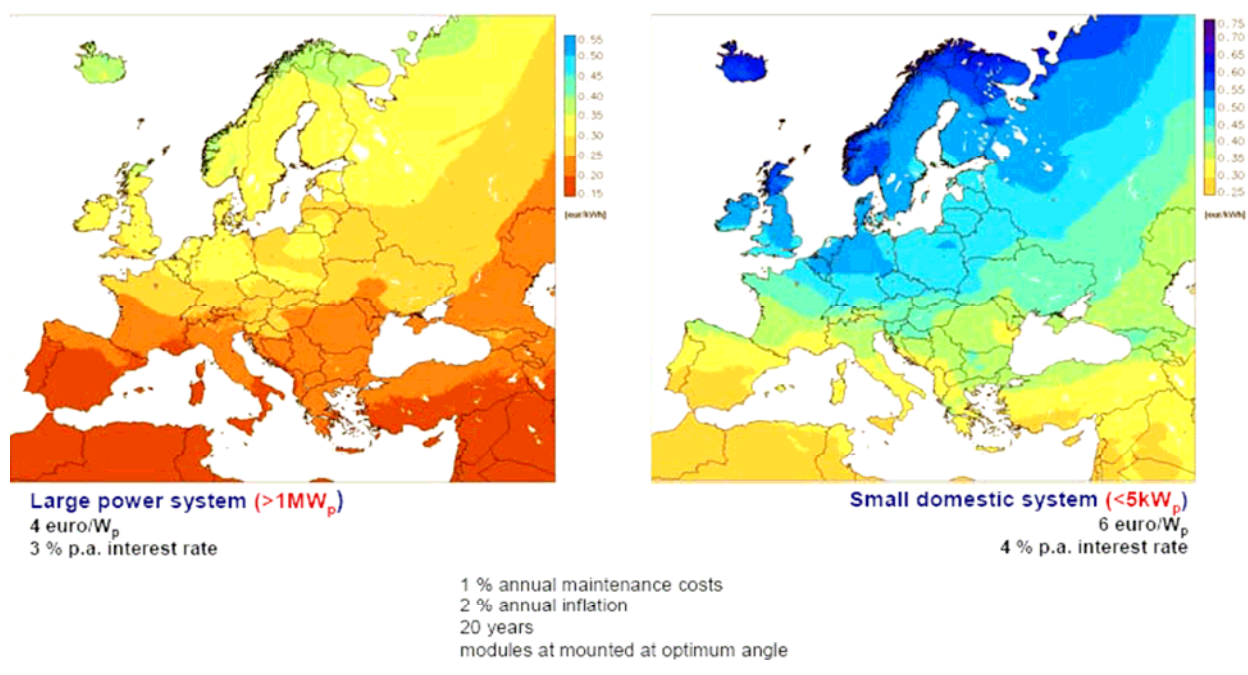 0.55
0.50
0.45
0.40
0.35
0.30
0.25
0.20
0.15
[eur/kWh]
0.75
0.70
0.65
0.60
0.55
0.50
0.45
0.40
0.35
0.30
0.25
[eur/kWh]
Large power system (>1MWp)
4 euro/Wp
3 % p.a. interest rate
Small domestic system (<5kWp)
6 euro/Wp
4 % p.a. interest rate
1 % annual maintenance costs
2 % annual inflation
20 years
modules at mounted at optimum angle